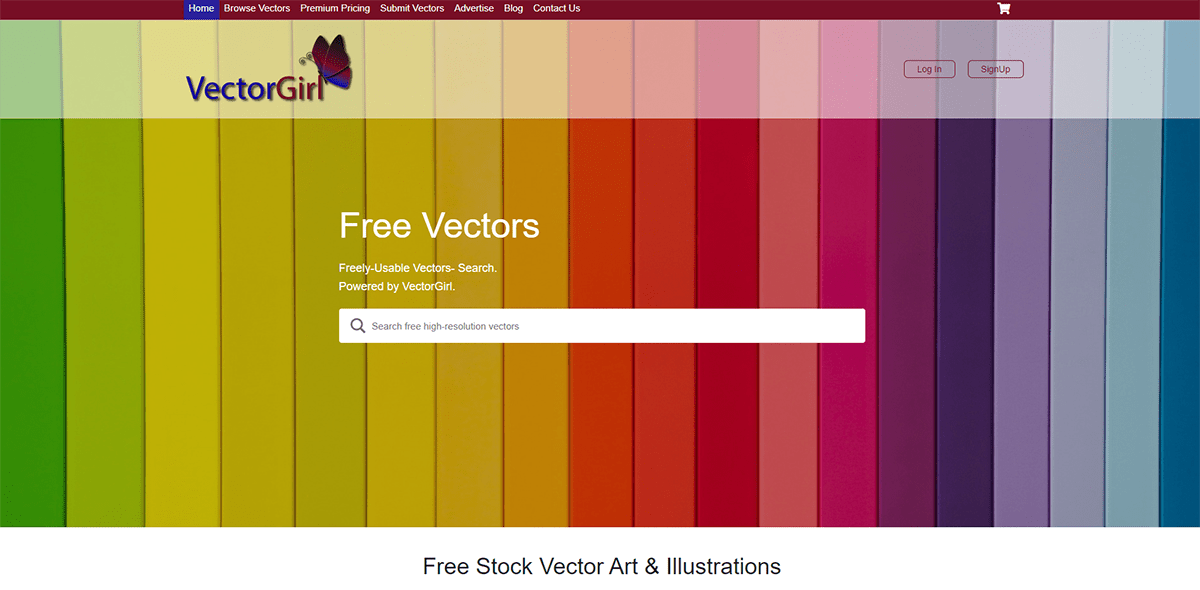 Home Browse Vectors Premium Pricing Submit Vectors Advertise Blog Contact Us
VectorGirl
Log In SignUp
Free Vectors
Freely-Usable Vectors- Search.
Powered by VectorGirl.
Search free high-resolution vectors
Free Stock Vector Art & Illustrations